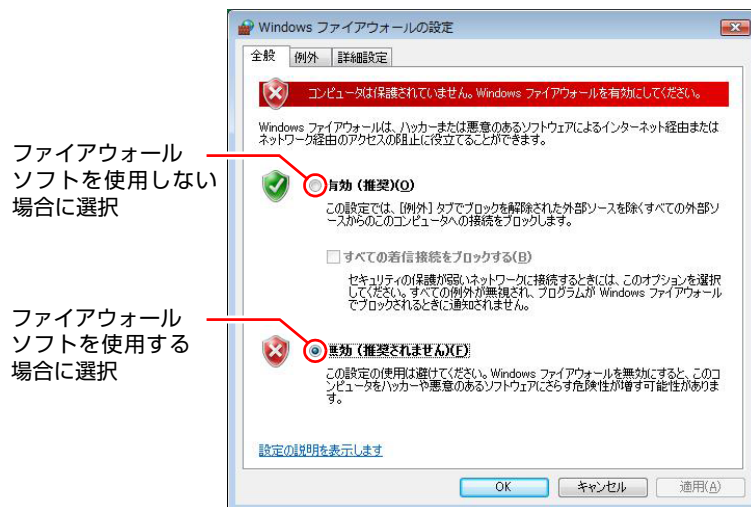 Windows ファイアウォールの設定
全般
例外
詳細設定
コンピュータは保護されていません。Windows ファイアウォールを有効にしてください。
Windows ファイアウォールは、ハッカーまたは悪意のあるソフトウェアによるインターネット経由または
ネットワーク経由のアクセスの阻止に役立てることができます。
ファイアウォール
ソフトを使用しない
場合に選択
有効 (推奨)(O)
この設定では、[例外] タブでブロックを解除された外部ソースを除くすべての外部ソ
ースからのこのコンピュータへの接続をブロックします。
すべての着信接続をブロックする(B)
セキュリティの保護が弱いネットワークに接続するときには、このオプションを選択
してください。すべての例外が無視され、プログラムが Windows ファイアウォール
でブロックされるときに通知されません。
ファイアウォール
ソフトを使用する
場合に選択
無効 (推奨されません)(F)
この設定の使用は避けてください。Windows ファイアウォールを無効にすると、このコ
ンピュータをハッカーや悪意のあるソフトウェアにさらす危険性が増す可能性がありま
す。
設定の説明を表示します
OK
キャンセル
適用(A)